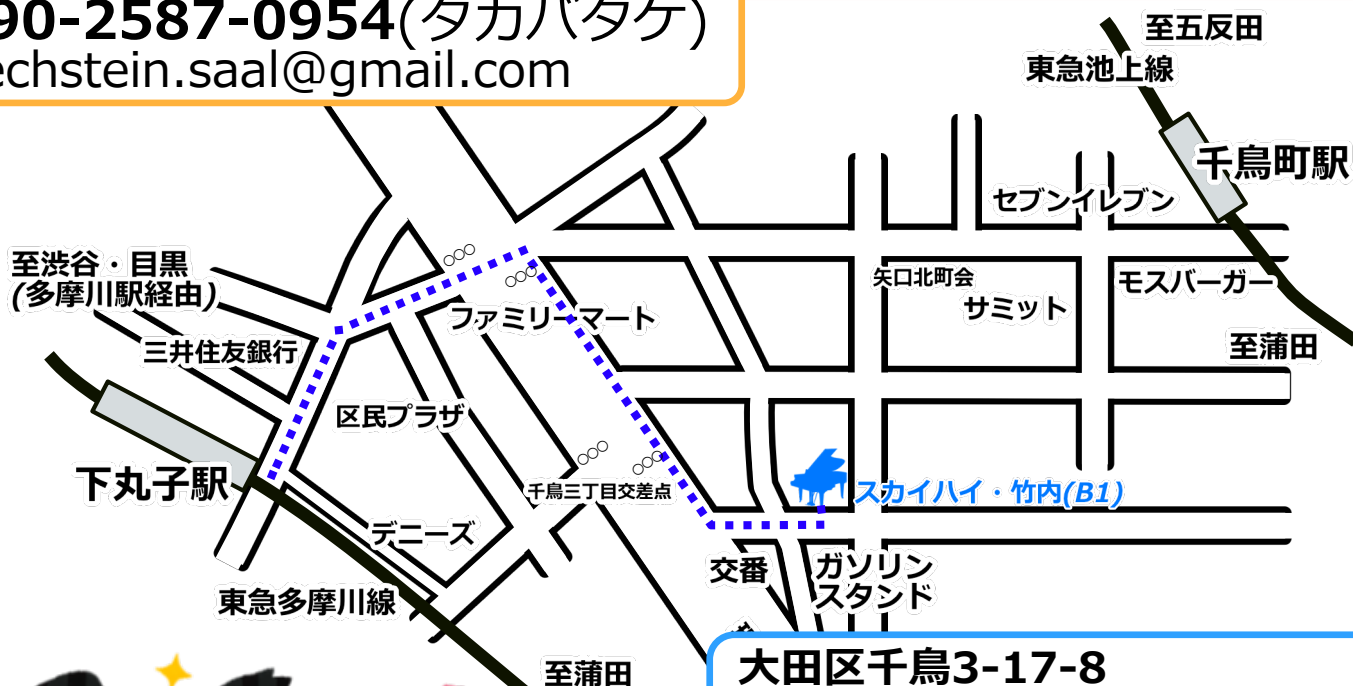 90-2587-0954(タカバタケ)
echstein.saal@gmail.com
至五反田
東急池上線
千鳥町駅
セブンイレブン
至渋谷・目黒
(多摩川駅経由)
矢口北町会
モスバーガー
サミット
ファミリーマート
三井住友銀行
至蒲田
区民プラザ
下丸子駅
千鳥三丁目交差点
スカイハイ・竹内(B1)
デニーズ
交番
ガソリン
スタンド
東急多摩川線
至蒲田
大田区千鳥3-17-8